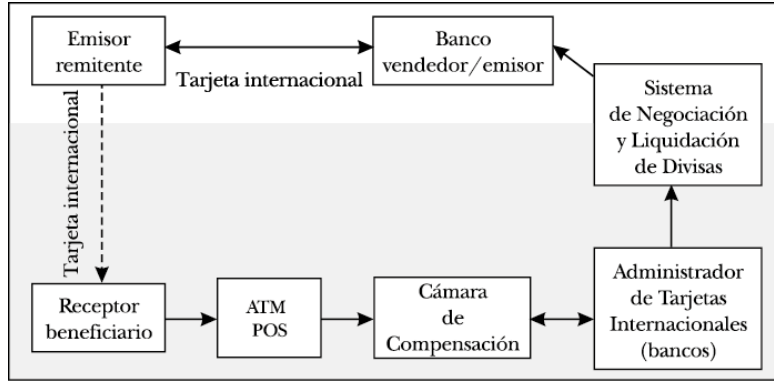 Emisor
remitente
Banco
vendedor/emisor
Tarjeta internacional
Sistema
de Negociación
y Liquidación
de Divisas
Tarjeta internacional
Receptor
beneficiario
ATM
POS
Cámara
de
Compensación
Administrador
de Tarjetas
Internacionales
(bancos)